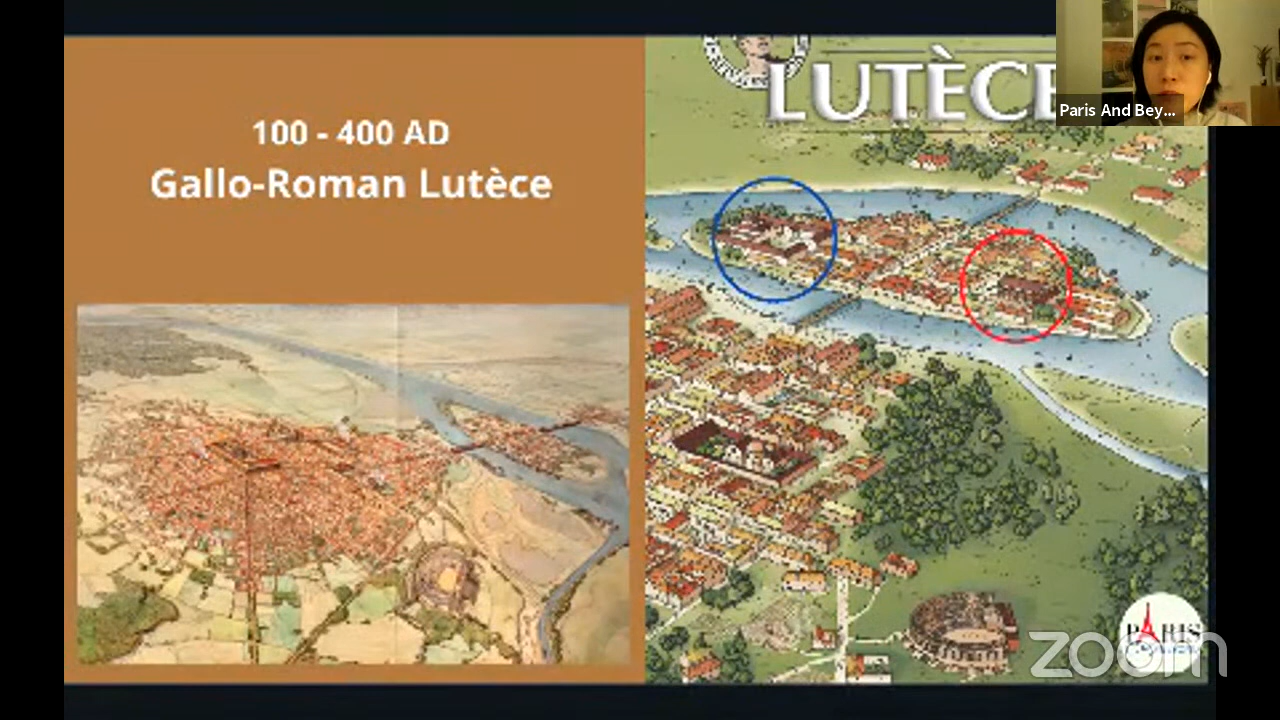 100 - 400 AD
Gallo-Roman Lutèce
LUTÈCE
Paris And Bey...
PARIS
zoom